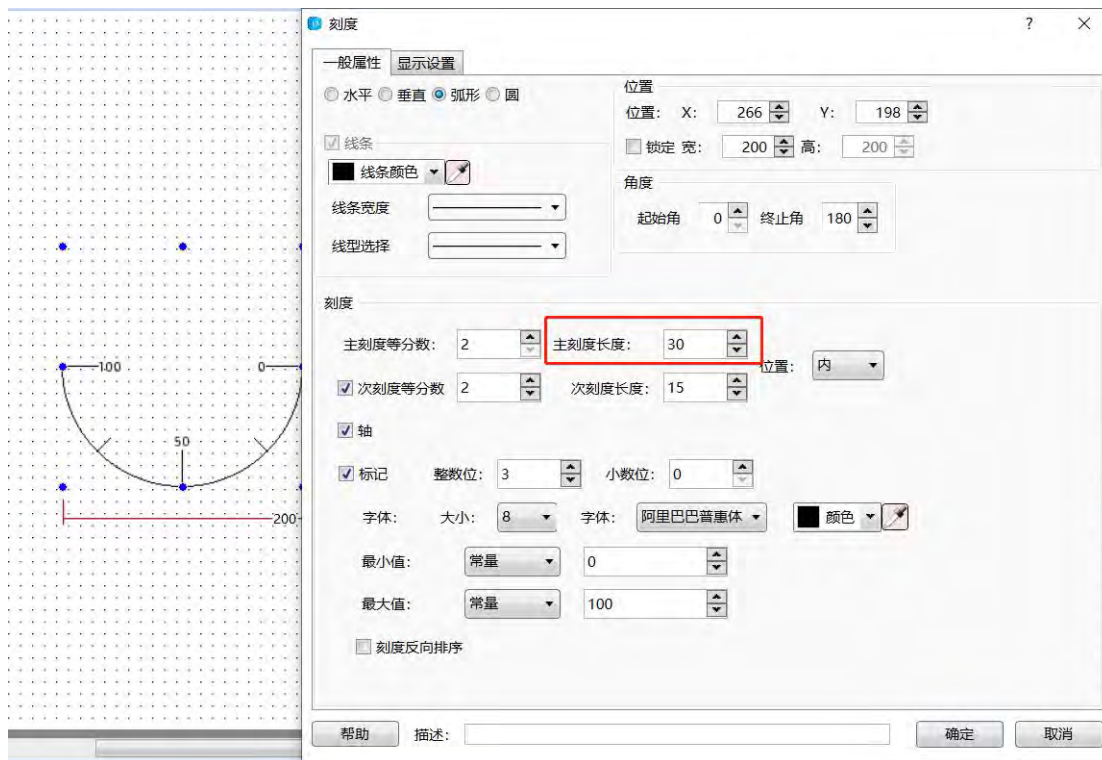 刻度
? ×
一般属性 显示设置
水平 垂直 弧形 圆
线条
线条颜色
线条宽度
线型选择
位置
位置: X: 266 Y: 198
锁定 宽: 200 高: 200
角度
起始角 0 终止角 180
刻度
主刻度等分数: 2 主刻度长度: 30
位置: 内
次刻度等分数 2 次刻度长度: 15
轴
标记 整数位: 3 小数位: 0
字体: 大小: 8 字体: 阿里巴巴普惠体 颜色
最小值: 常量 0
最大值: 常量 100
刻度反向排序
帮助 描述: 确定 取消
100 0
50
200